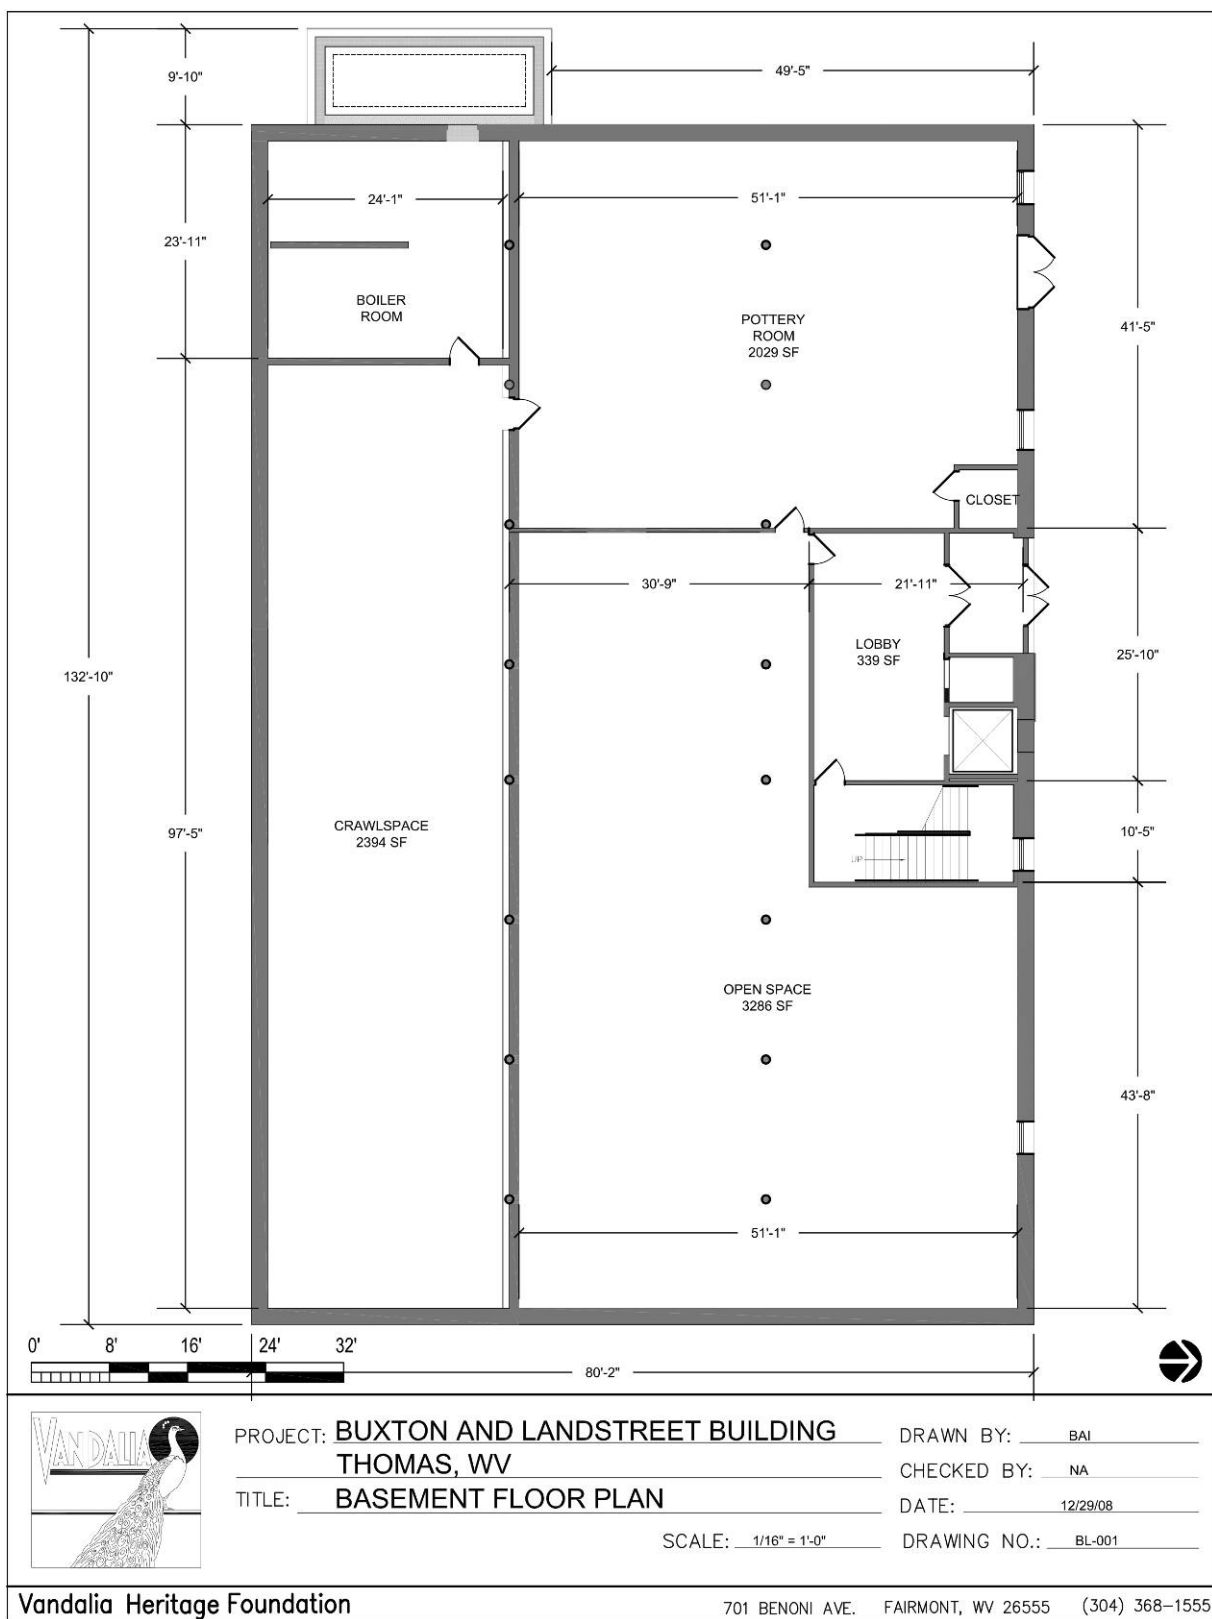 9'-10"
49'-5"
24'-1"
51'-1"
23'-11"
BOILER
ROOM
POTTERY
ROOM
2029 SF
41'-5"
CLOSET
30'-9"
21'-11"
LOBBY
339 SF
25'-10"
132'-10"
CRAWLSPACE
2394 SF
97'-5"
10'-5"
UP
OPEN SPACE
3286 SF
43'-8"
51'-1"
0' 8' 16' 24' 32'
80'-2"
VANDALIA
PROJECT: BUXTON AND LANDSTREET BUILDING
THOMAS, WV
TITLE: BASEMENT FLOOR PLAN
SCALE: 1/16" = 1'-0"
DRAWN BY: BAI
CHECKED BY: NA
DATE: 12/29/08
DRAWING NO.: BL-001
Vandalia Heritage Foundation
701 BENONI AVE. FAIRMONT, WV 26555 (304) 368-1555